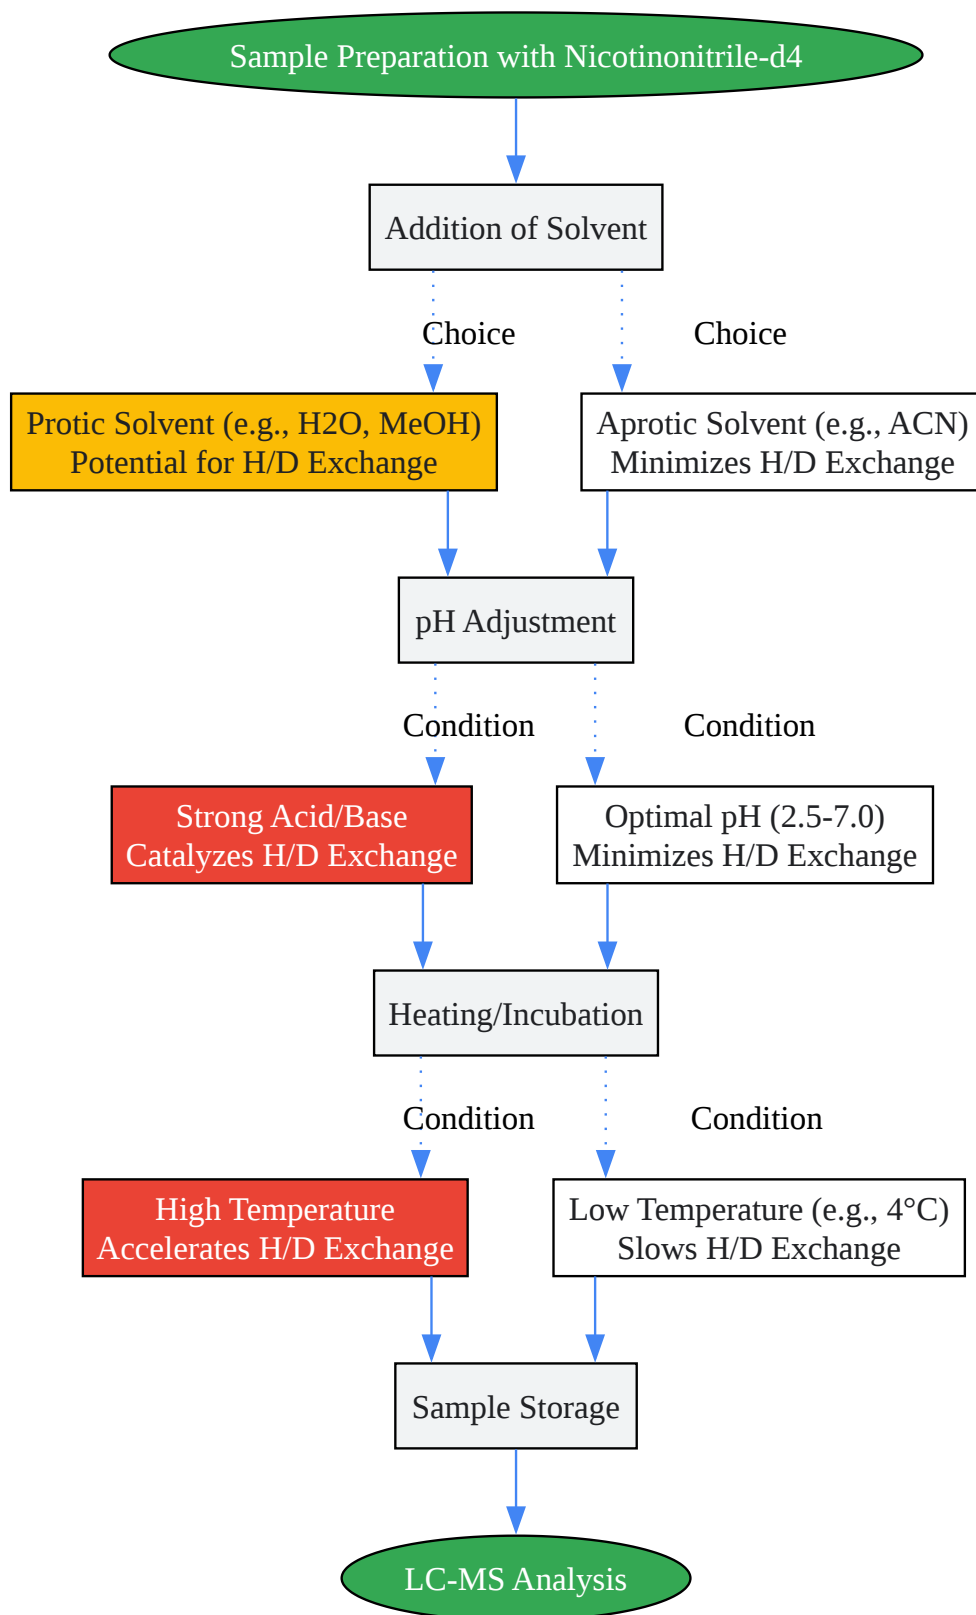 Sample Preparation with Nicotinonitrile-d4
Addition of Solvent
Choice
Choice
Protic Solvent (e.g., H2O, MeOH)
Potential for H/D Exchange
Aprotic Solvent (e.g., ACN)
Minimizes H/D Exchange
pH Adjustment
Condition
Condition
Strong Acid/Base
Catalyzes H/D Exchange
Optimal pH (2.5-7.0)
Minimizes H/D Exchange
Heating/Incubation
Condition
Condition
High Temperature
Accelerates H/D Exchange
Low Temperature (e.g., 4°C)
Slows H/D Exchange
Sample Storage
LC-MS Analysis